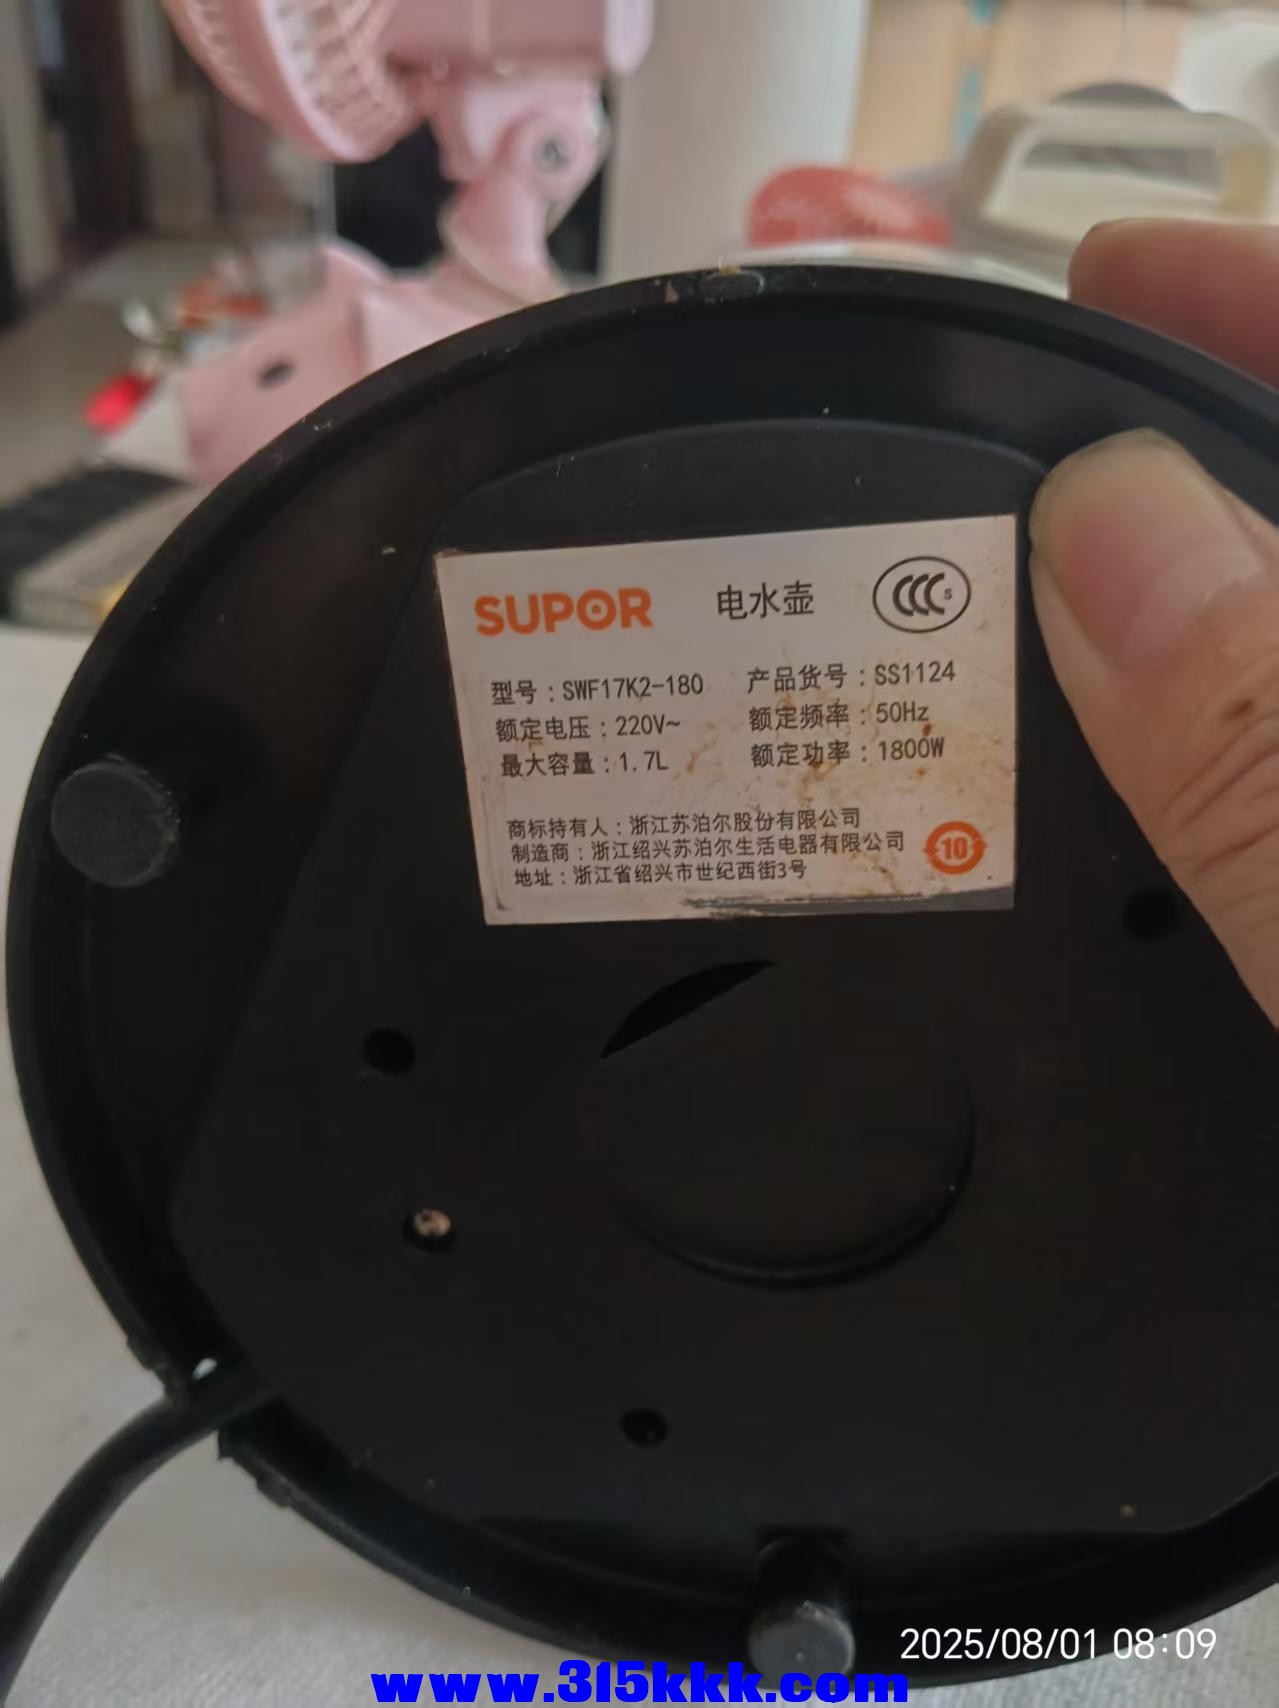 SUPOR 电水壶 CCC S
型号：SWF17K2-180 产品货号：SS1124
额定电压：220V~ 额定频率：50Hz
最大容量：1.7L 额定功率：1800W
商标持有人：浙江苏泊尔股份有限公司
制造商：浙江绍兴苏泊尔生活电器有限公司
地址：浙江省绍兴市世纪西街3号
10
2025/08/01 08:09
www.315kkk.com